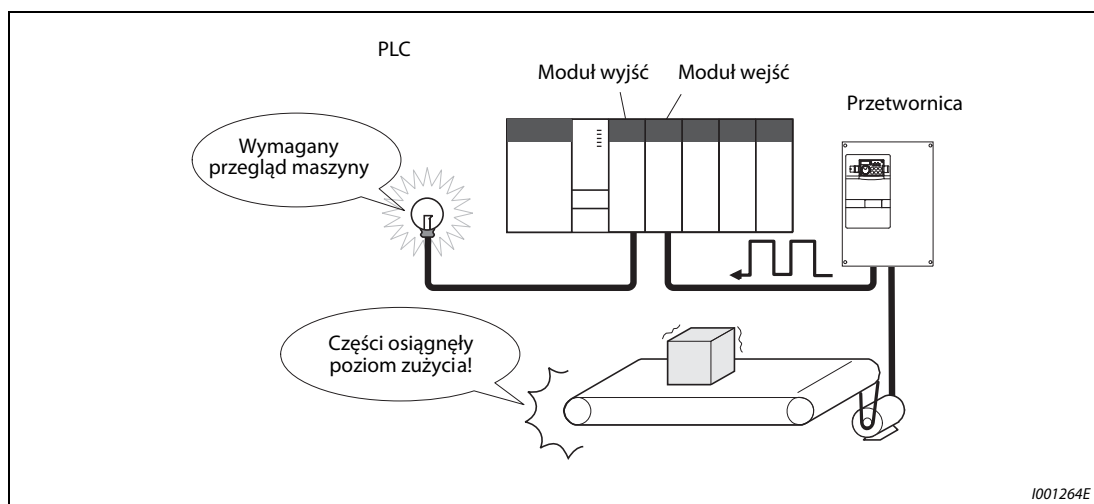 PLC
Moduł wyjść
Moduł wejść
Przetwornica
Wymagany
przegląd maszyny
Części osiągnęły
poziom zużycia!
I001264E